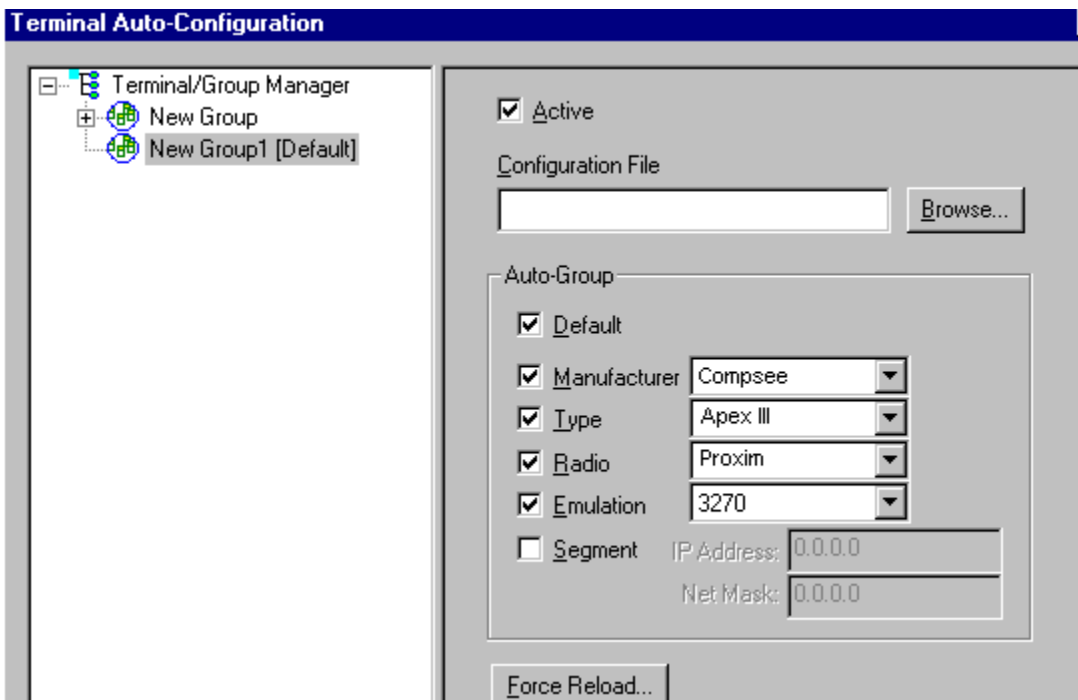 Terminal Auto-Configuration
Terminal/Group Manager
New Group
New Group1 [Default]
Active
Configuration File
Browse...
Auto-Group
Default
Manufacturer Compsee
Type Apex III
Radio Proxim
Emulation 3270
Segment IP Address: 0.0.0.0
Net Mask: 0.0.0.0
Force Reload...